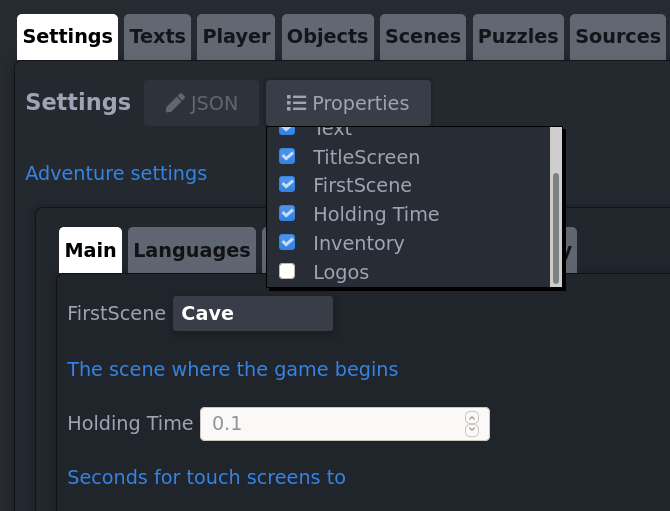 Settings Texts Player Objects Scenes Puzzles Sources
Settings JSON Properties
Text
TitleScreen
Adventure settings
FirstScene
Holding Time
Inventory
Logos
Main Languages y
FirstScene Cave
The scene where the game begins
Holding Time 0.1
Seconds for touch screens to